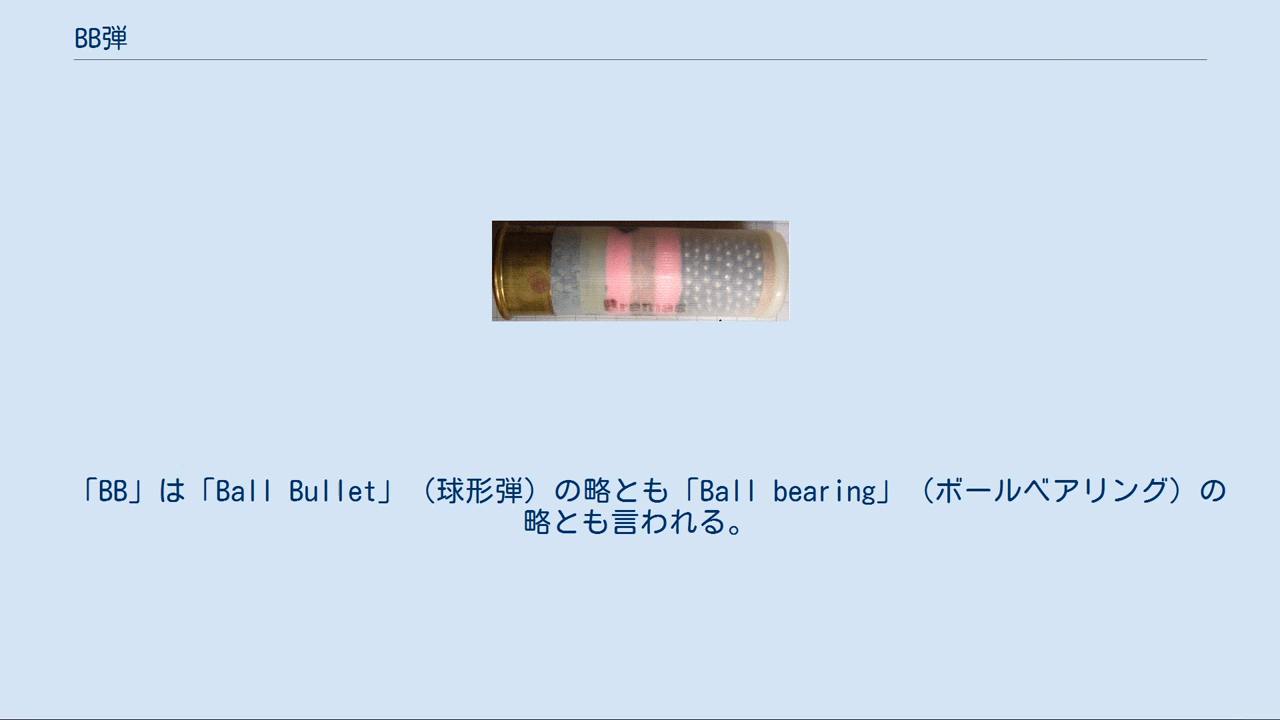 BB弾
「BB」は「Ball Bullet」（球形弾）の略とも「Ball bearing」（ボールベアリング）の
略とも言われる。